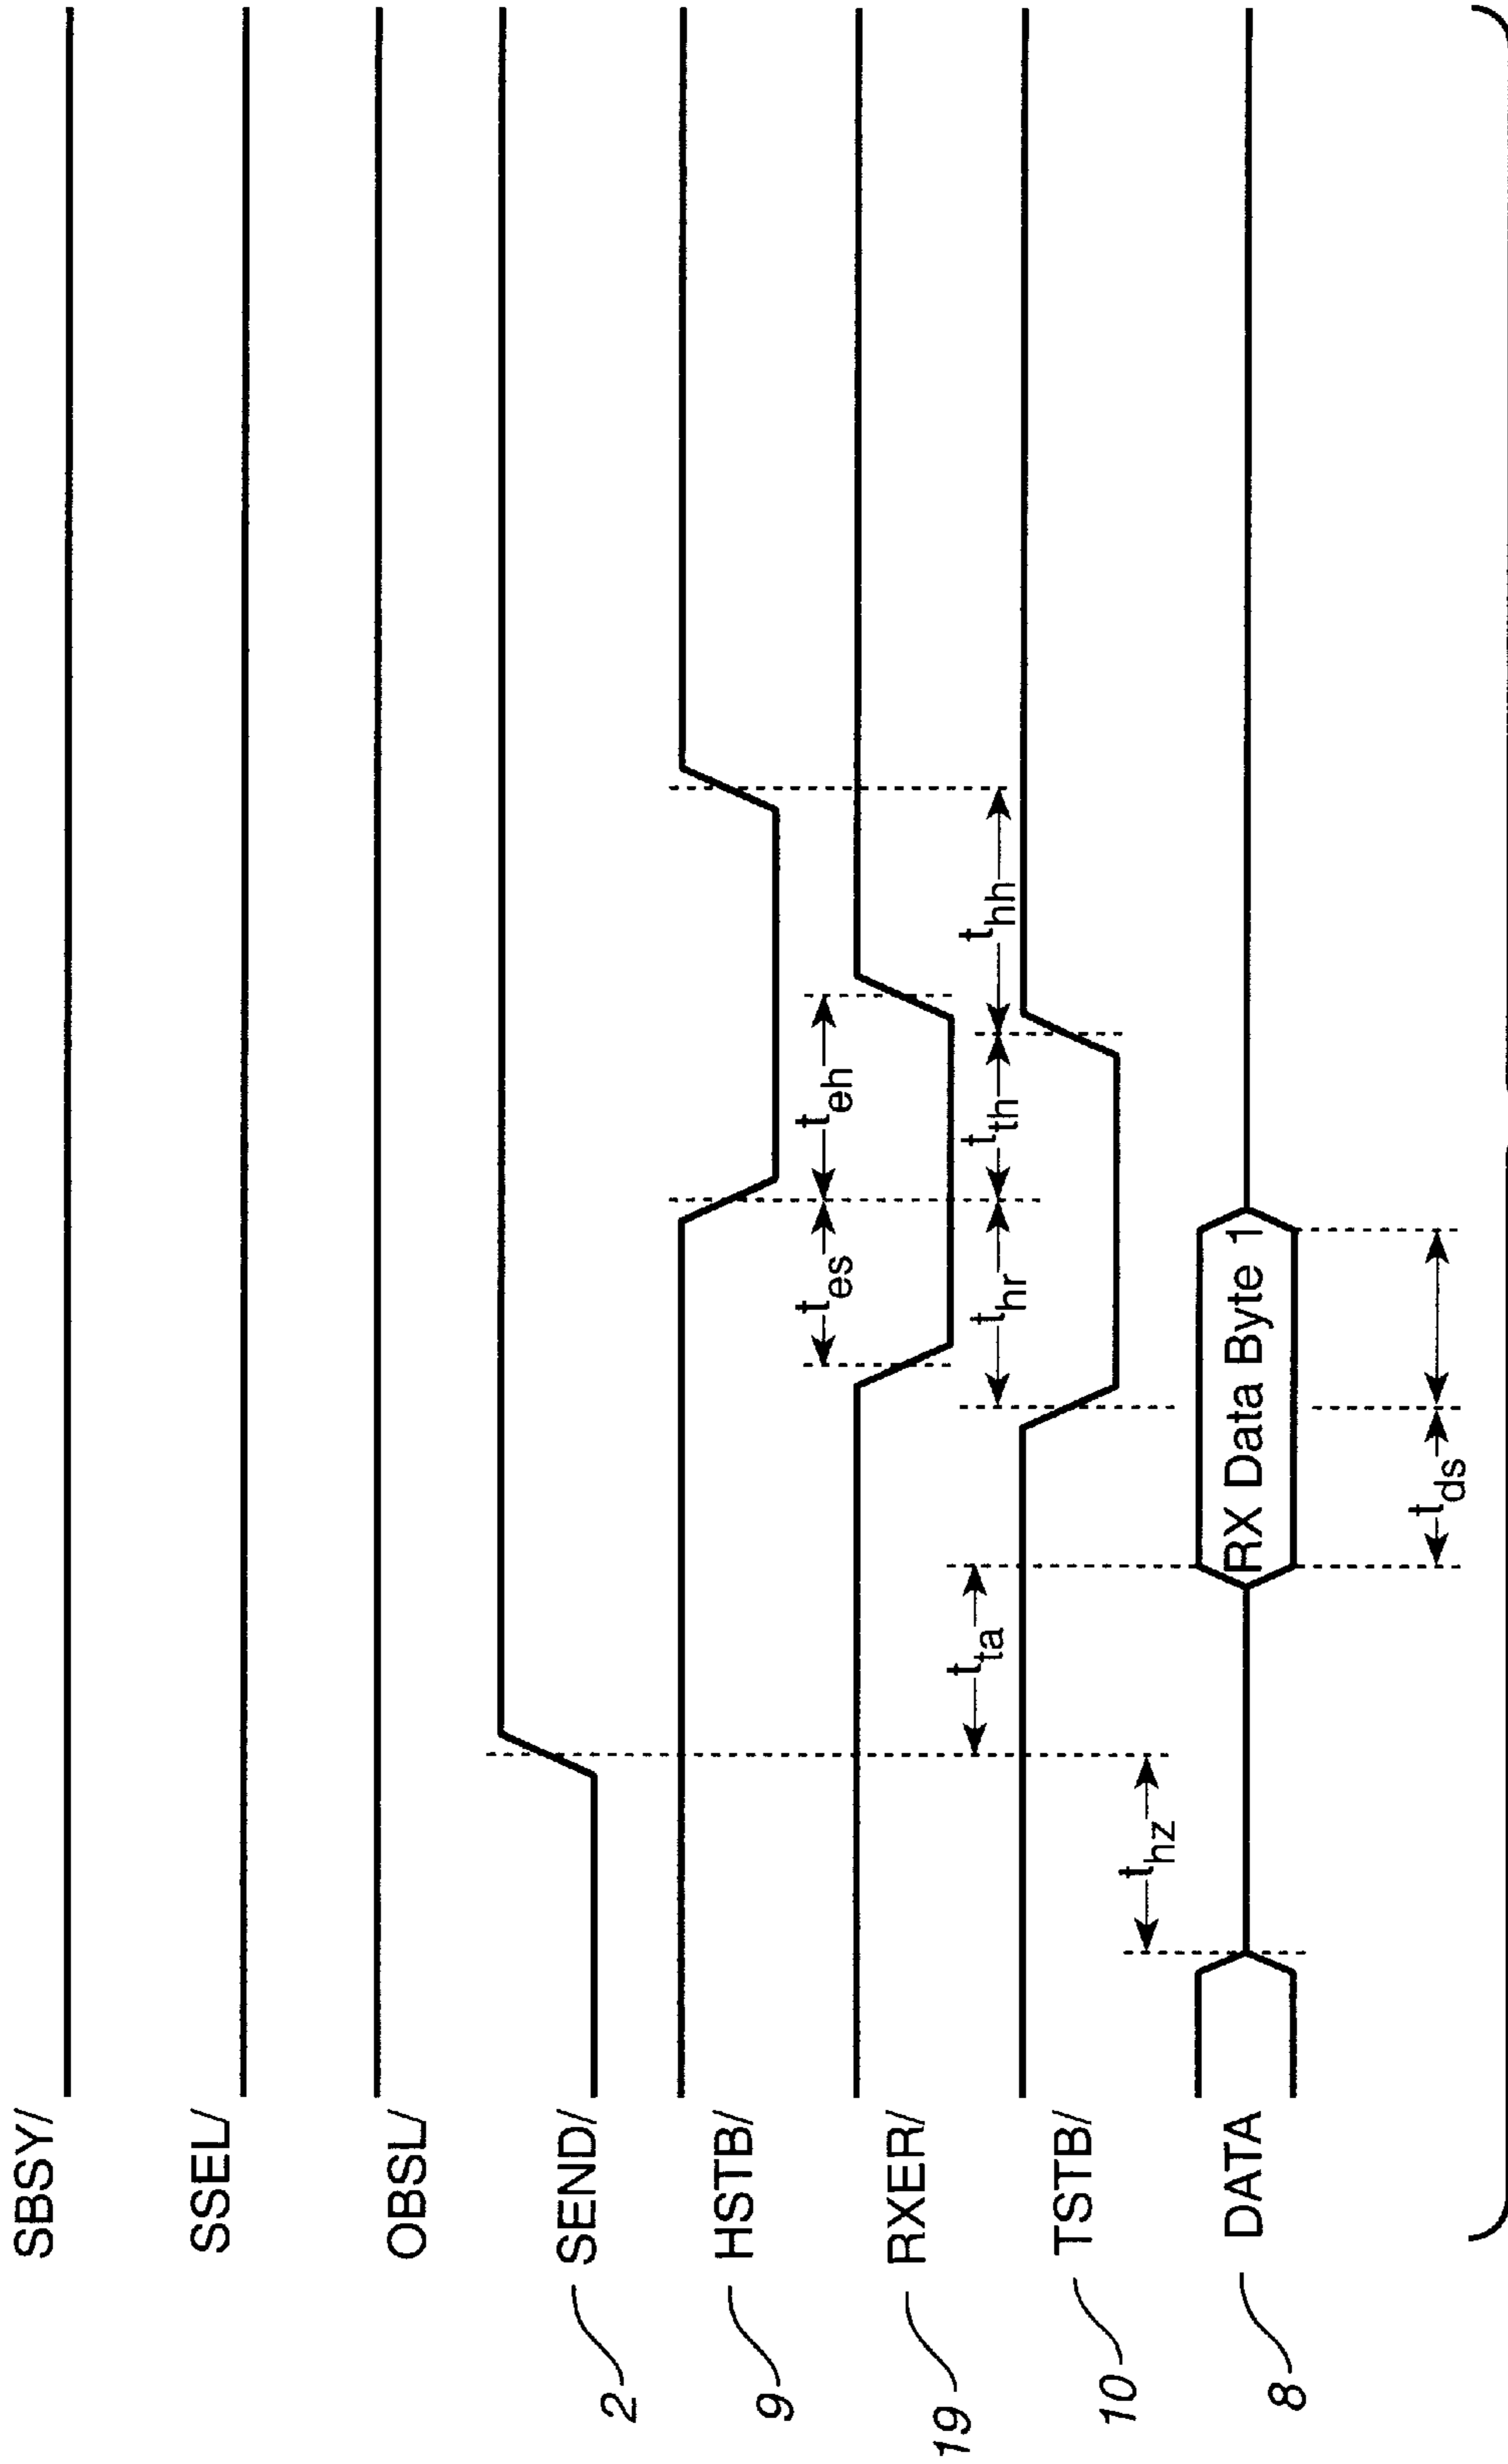 SBSY/
SSEL/
OBSL/
SEND/
2
HSTB/
9
t_es
t_eh
RXER/
19
t_ta
t_hr
t_th
t_hh
TSTB/
10
t_hz
DATA
8
RX Data Byte 1
t_ds